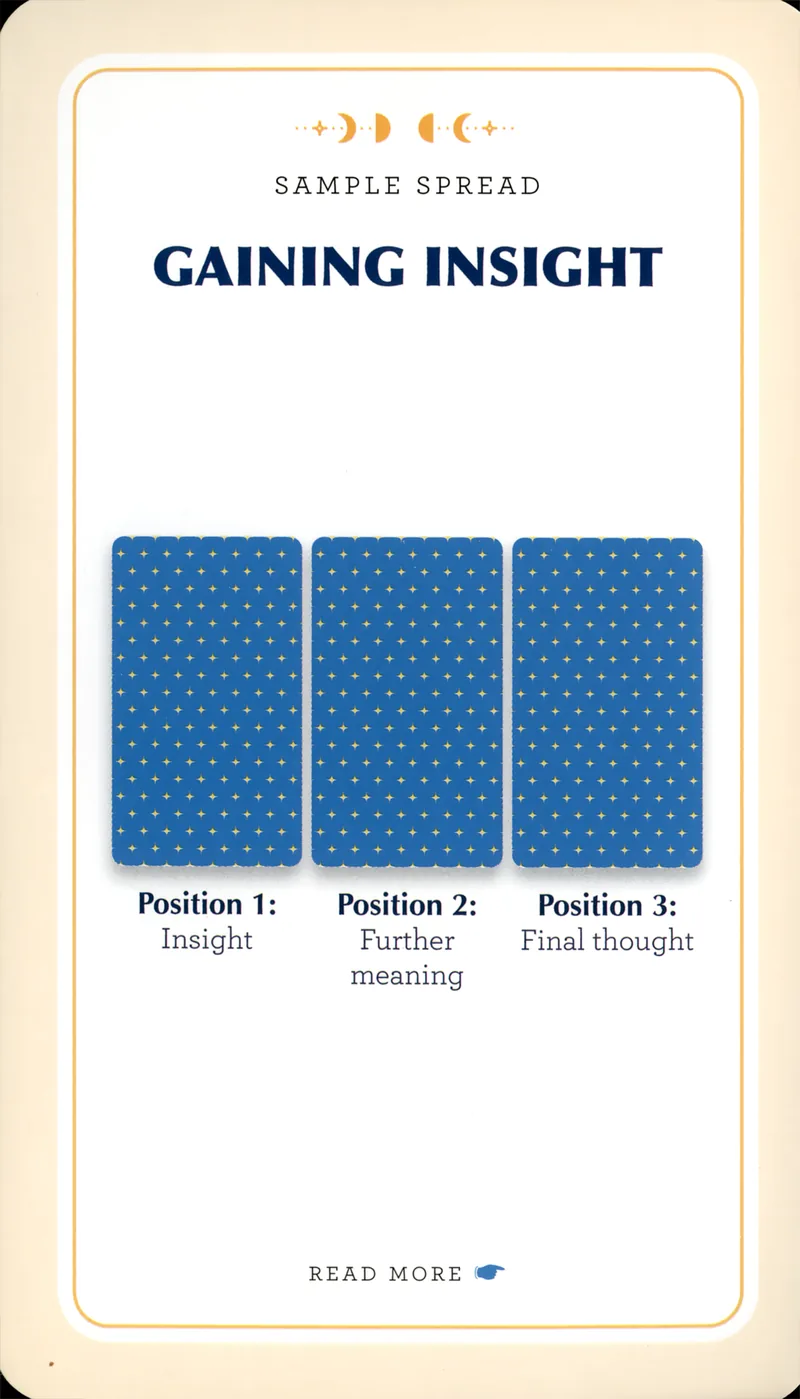 SAMPLE SPREAD
GAINING INSIGHT
Position 1:
Insight
Position 2:
Further
meaning
Position 3:
Final thought
READ MORE